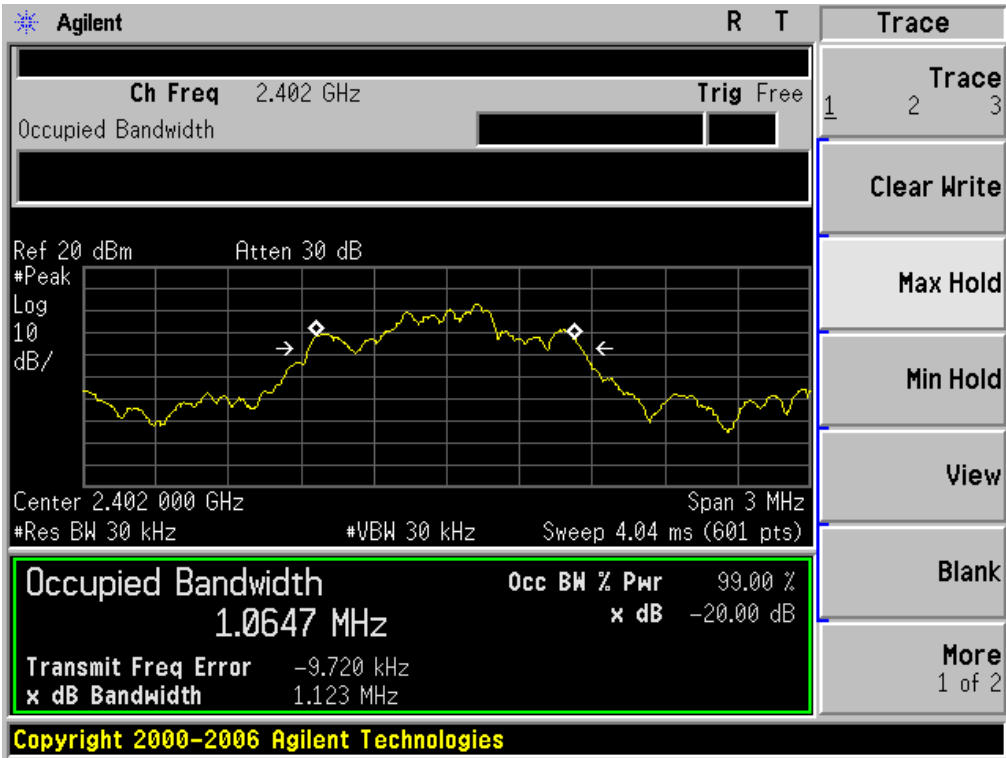 Agilent R T
Ch Freq 2.402 GHz Trig Free
Occupied Bandwidth
Ref 20 dBm Atten 30 dB
#Peak
Log
10
dB/
Center 2.402 000 GHz Span 3 MHz
#Res BW 30 kHz #VBW 30 kHz Sweep 4.04 ms (601 pts)
Occupied Bandwidth Occ BW % Pwr 99.00 %
1.0647 MHz x dB -20.00 dB
Transmit Freq Error -9.720 kHz
x dB Bandwidth 1.123 MHz
Copyright 2000-2006 Agilent Technologies
Trace
Trace
1 2 3
Clear Write
Max Hold
Min Hold
View
Blank
More
1 of 2